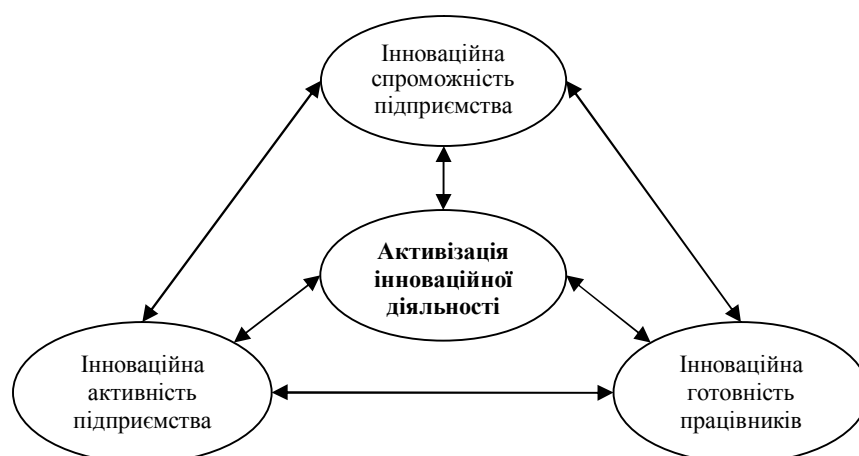 Інноваційна
спроможність
підприємства
Активізація
інноваційної
діяльності
Інноваційна
активність
підприємства
Інноваційна
готовність
працівників